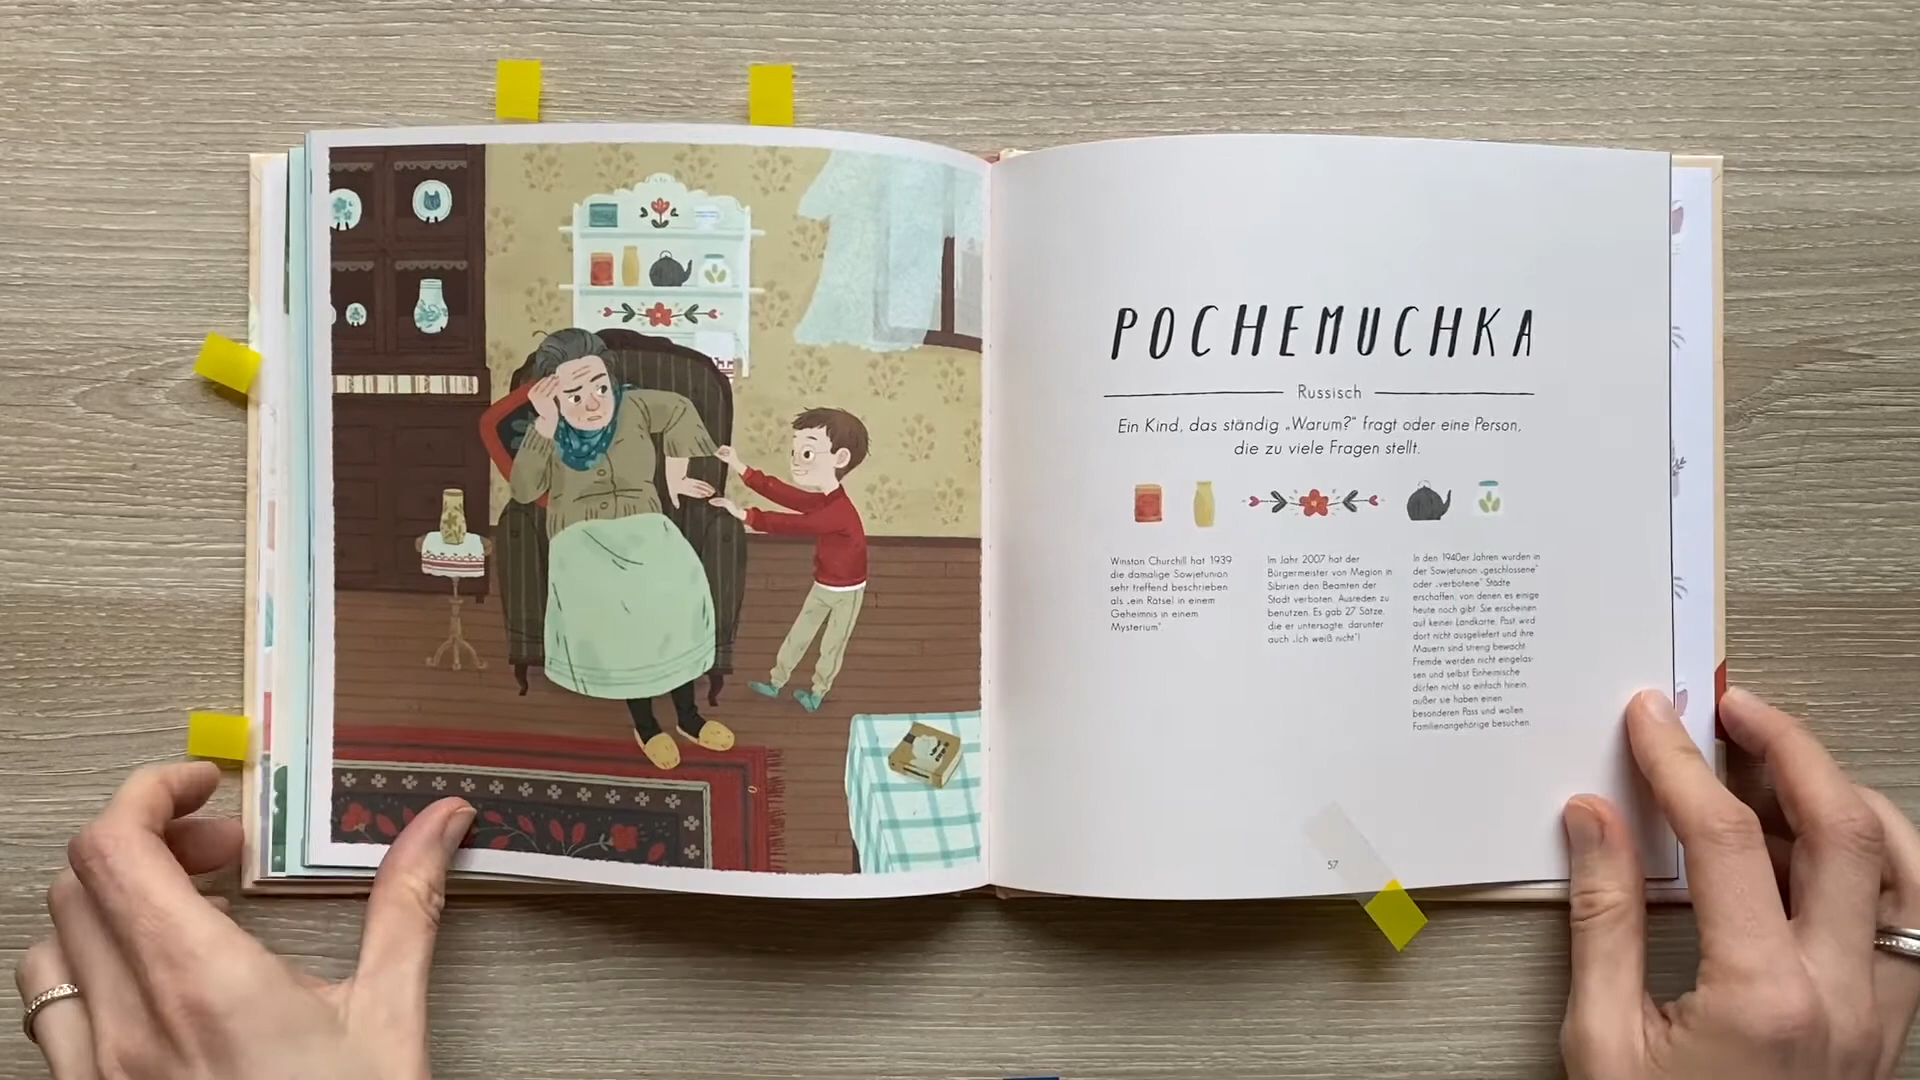 POCHEMUCHKA
Russisch
Ein Kind, das ständig „Warum?“ fragt oder eine Person,
die zu viele Fragen stellt.
Winston Churchill hat 1939
die damalige Sowjetunion
sehr treffend beschrieben:
als „ein Rätsel in einem
Geheimnis in einem
Mysterium“
Im Jahr 2007 hat der
Bürgermeister von Megion in
Sibirien den Beamten der
Stadt verboten, Ausreden zu
benutzen. Es gab 27 Sätze,
die er untersagte, darunter
auch „Ich weiß nicht“!
In den 1940er Jahren wurden in
der Sowjetunion „geschlossene“
oder „verbotene“ Städte
erschaffen, von denen es einige
heute noch gibt. Sie erscheinen
auf keiner Landkarte, Post wird
dort nicht ausgeliefert und ihre
Mauern sind streng bewacht.
Fremde werden nicht eingelas-
sen und selbst Einheimische
dürfen nicht so einfach hinein,
außer sie haben einen
besonderen Pass und wollen
Familienangehörige besuchen.
57